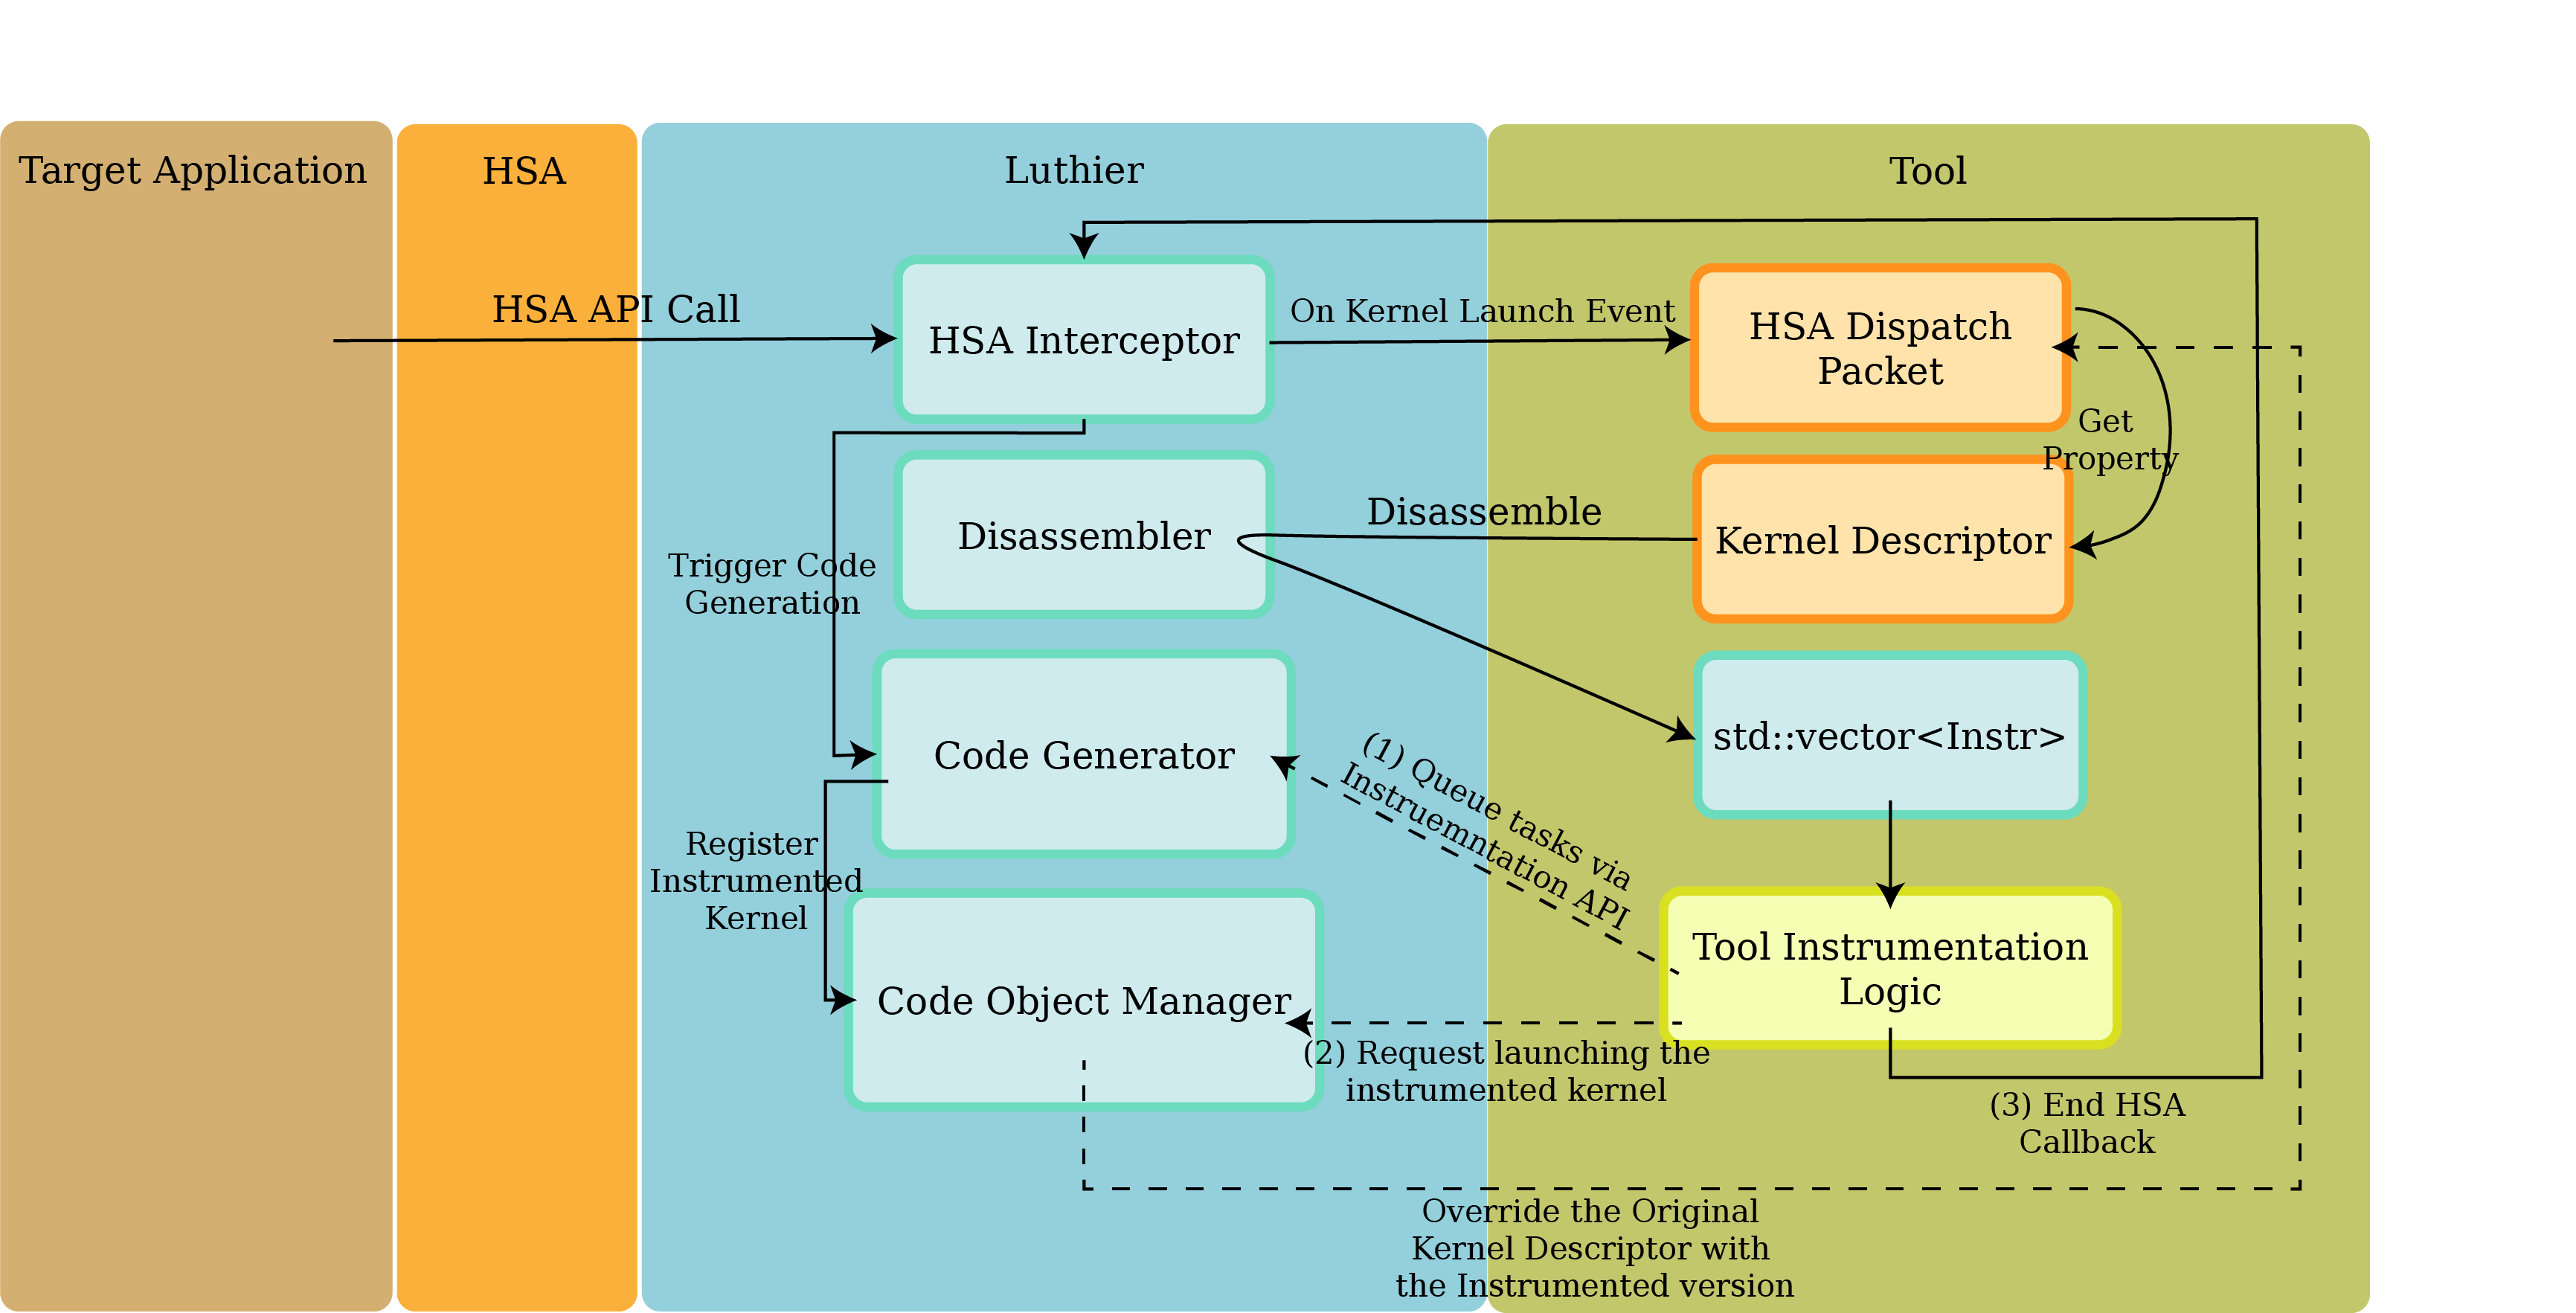 Target Application
HSA
Luthier
Tool
HSA API Call
HSA Interceptor
On Kernel Launch Event
HSA Dispatch
Packet
Get
Property
Disassembler
Disassemble
Kernel Descriptor
Trigger Code
Generation
Code Generator
(1) Queue tasks via
Instruemntation API
std::vector<Instr>
Register
Instrumented
Kernel
Tool Instrumentation
Logic
Code Object Manager
(2) Request launching the
instrumented kernel
(3) End HSA
Callback
Override the Original
Kernel Descriptor with
the Instrumented version